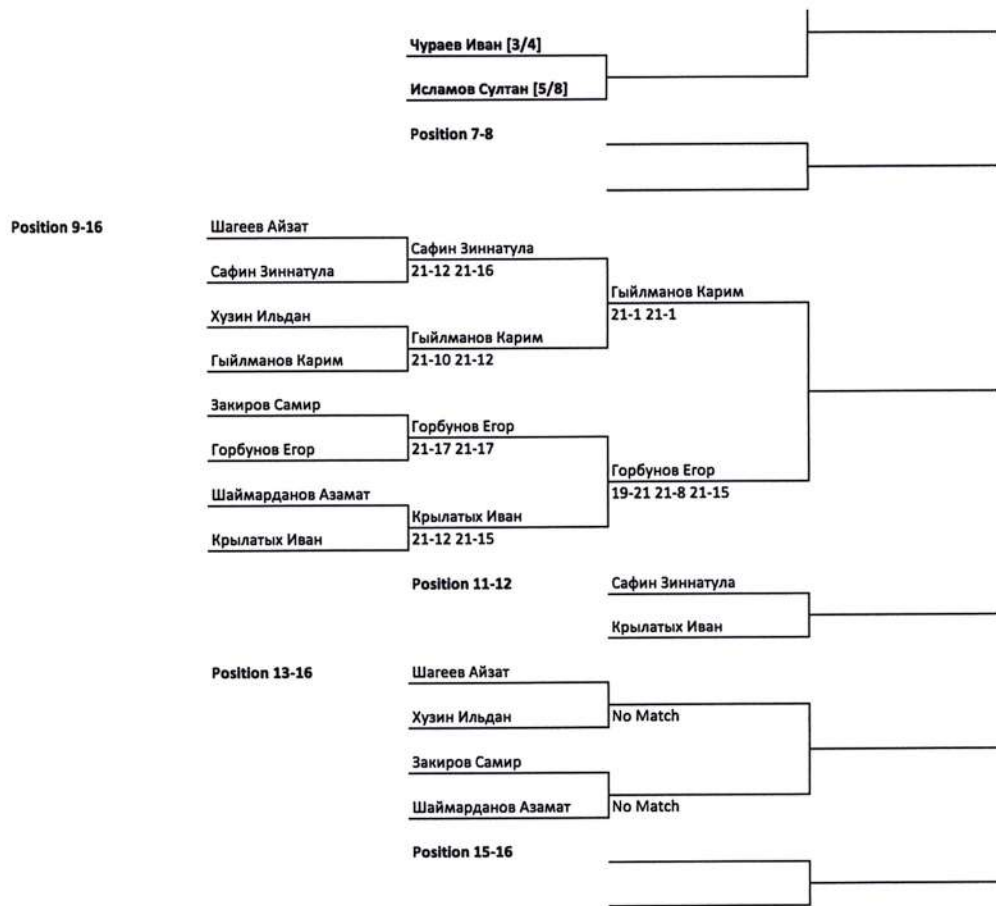 Чураев Иван [3/4]
Исламов Султан [5/8]
Position 7-8
Position 9-16
Шагеев Айзат
Сафин Зиннатула
Сафин Зиннатула
21-12 21-16
Гыйлманов Карим
21-1 21-1
Хузин Ильдан
Гыйлманов Карим
Гыйлманов Карим
21-10 21-12
Закиров Самир
Горбунов Егор
Горбунов Егор
21-17 21-17
Горбунов Егор
19-21 21-8 21-15
Шаймарданов Азамат
Крылатых Иван
Крылатых Иван
21-12 21-15
Position 11-12
Сафин Зиннатула
Крылатых Иван
Position 13-16
Шагеев Айзат
Хузин Ильдан
No Match
Закиров Самир
Шаймарданов Азамат
No Match
Position 15-16